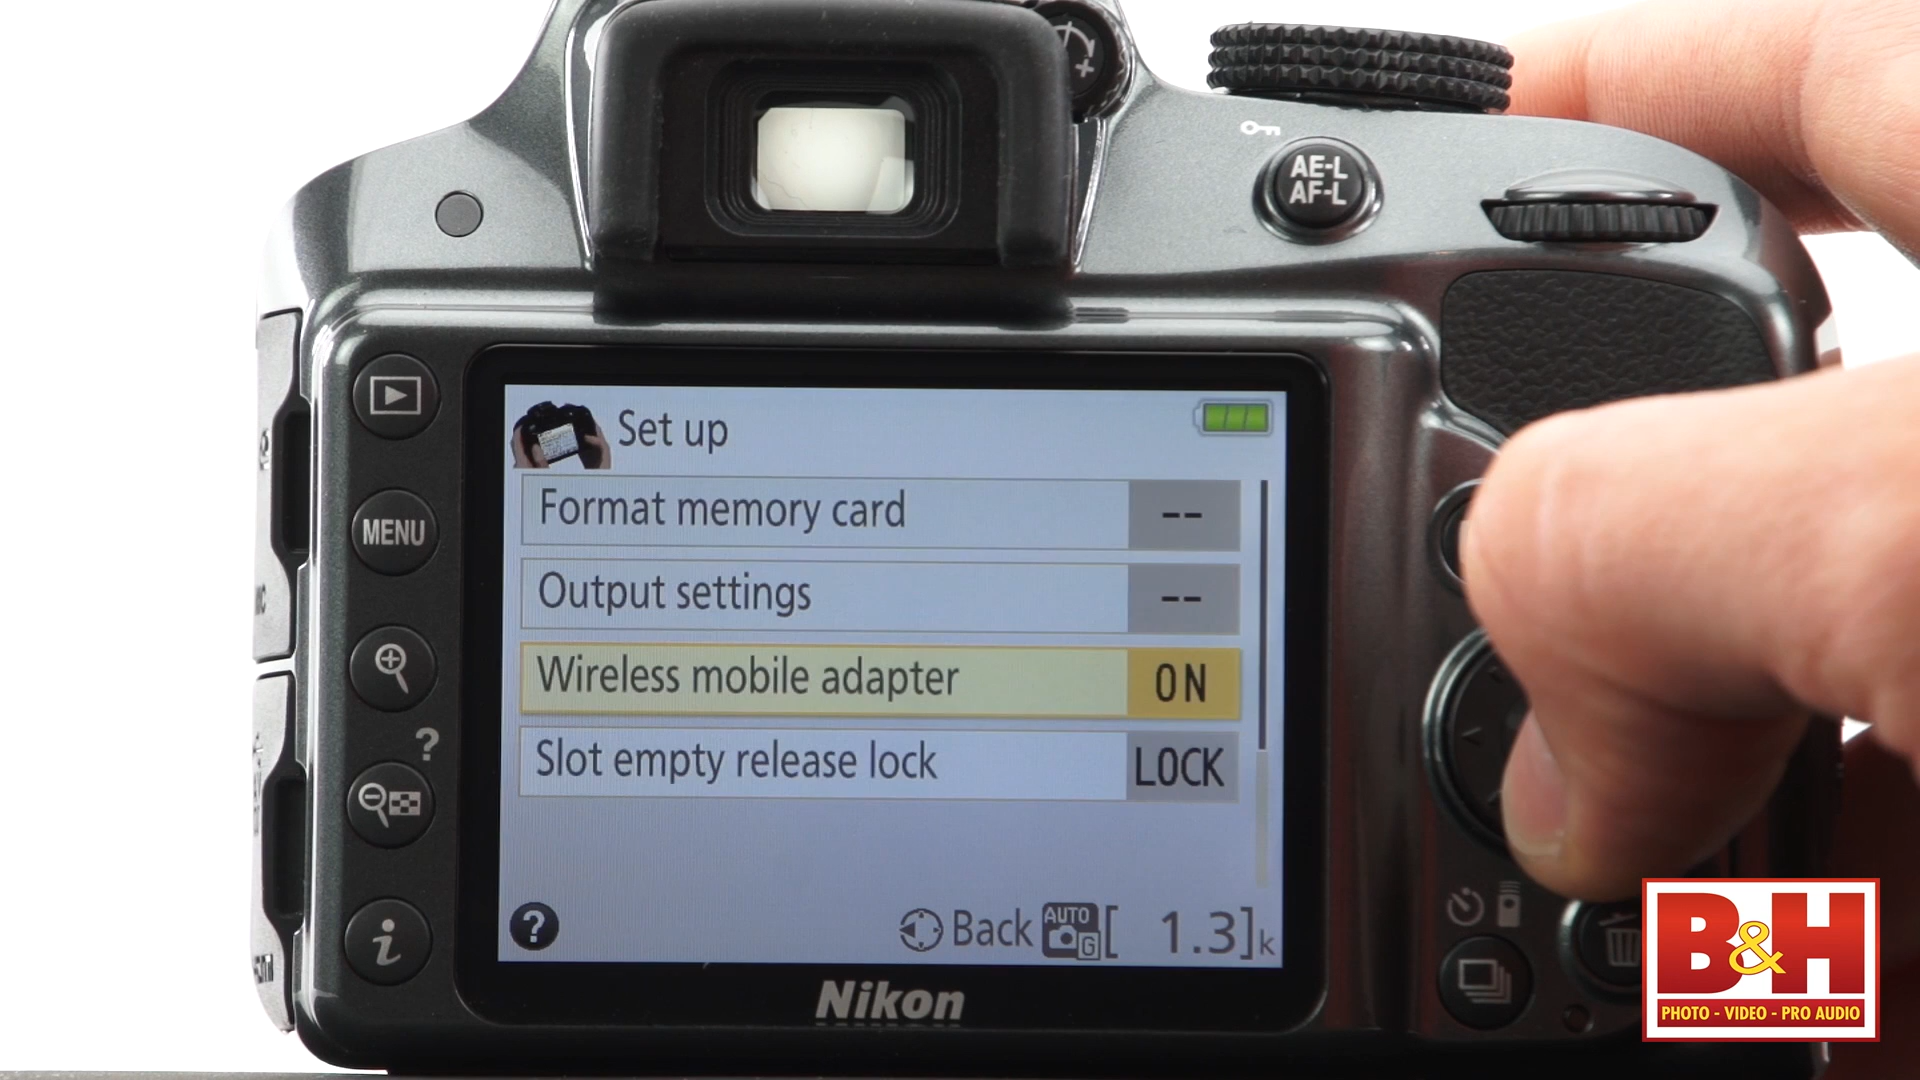 AE-L
AF-L
MENU
?
i
Set up
Format memory card --
Output settings --
Wireless mobile adapter ON
Slot empty release lock LOCK
? Back AUTO G [ 1.3]k
Nikon
B&H
PHOTO - VIDEO - PRO AUDIO